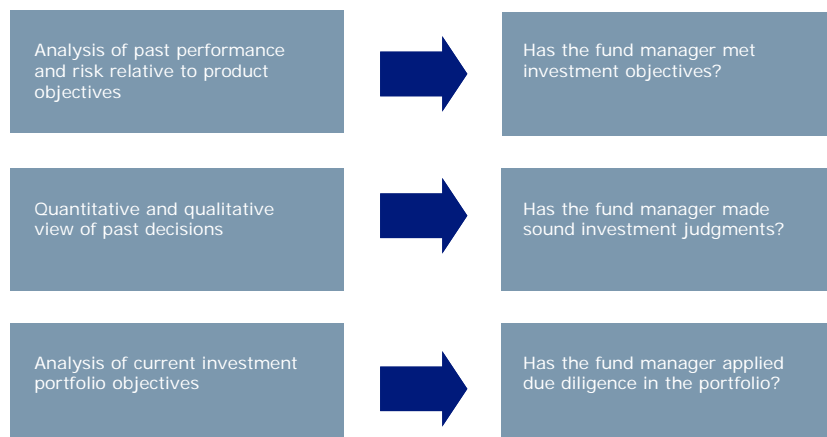 Analysis of past performance
and risk relative to product
objectives
Has the fund manager met
investment objectives?
Quantitative and qualitative
view of past decisions
Has the fund manager made
sound investment judgments?
Analysis of current investment
portfolio objectives
Has the fund manager applied
due diligence in the portfolio?